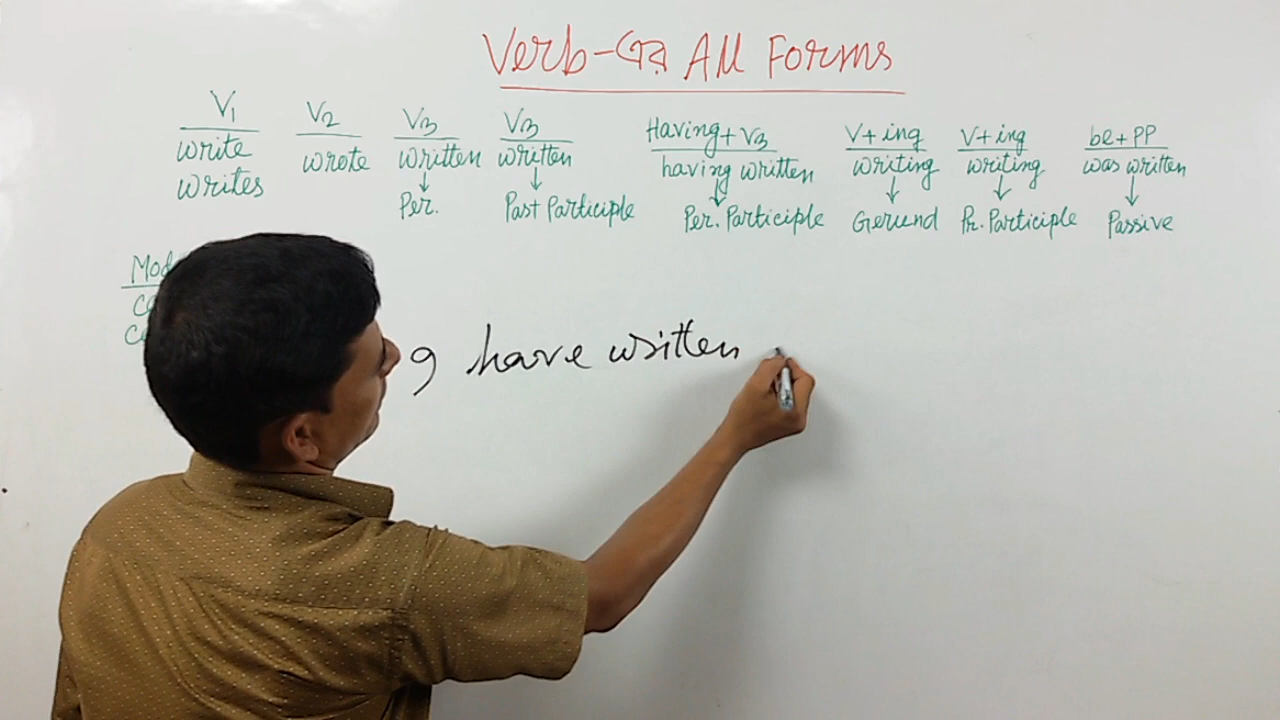 Verb-এর All Forms
V1 V2 V3 V3 Having+V3 V+ing V+ing be+PP
write wrote written written having written writing writing was written
writes Per. Past Participle Per. Participle Gerund Pr. Participle Passive
I have written